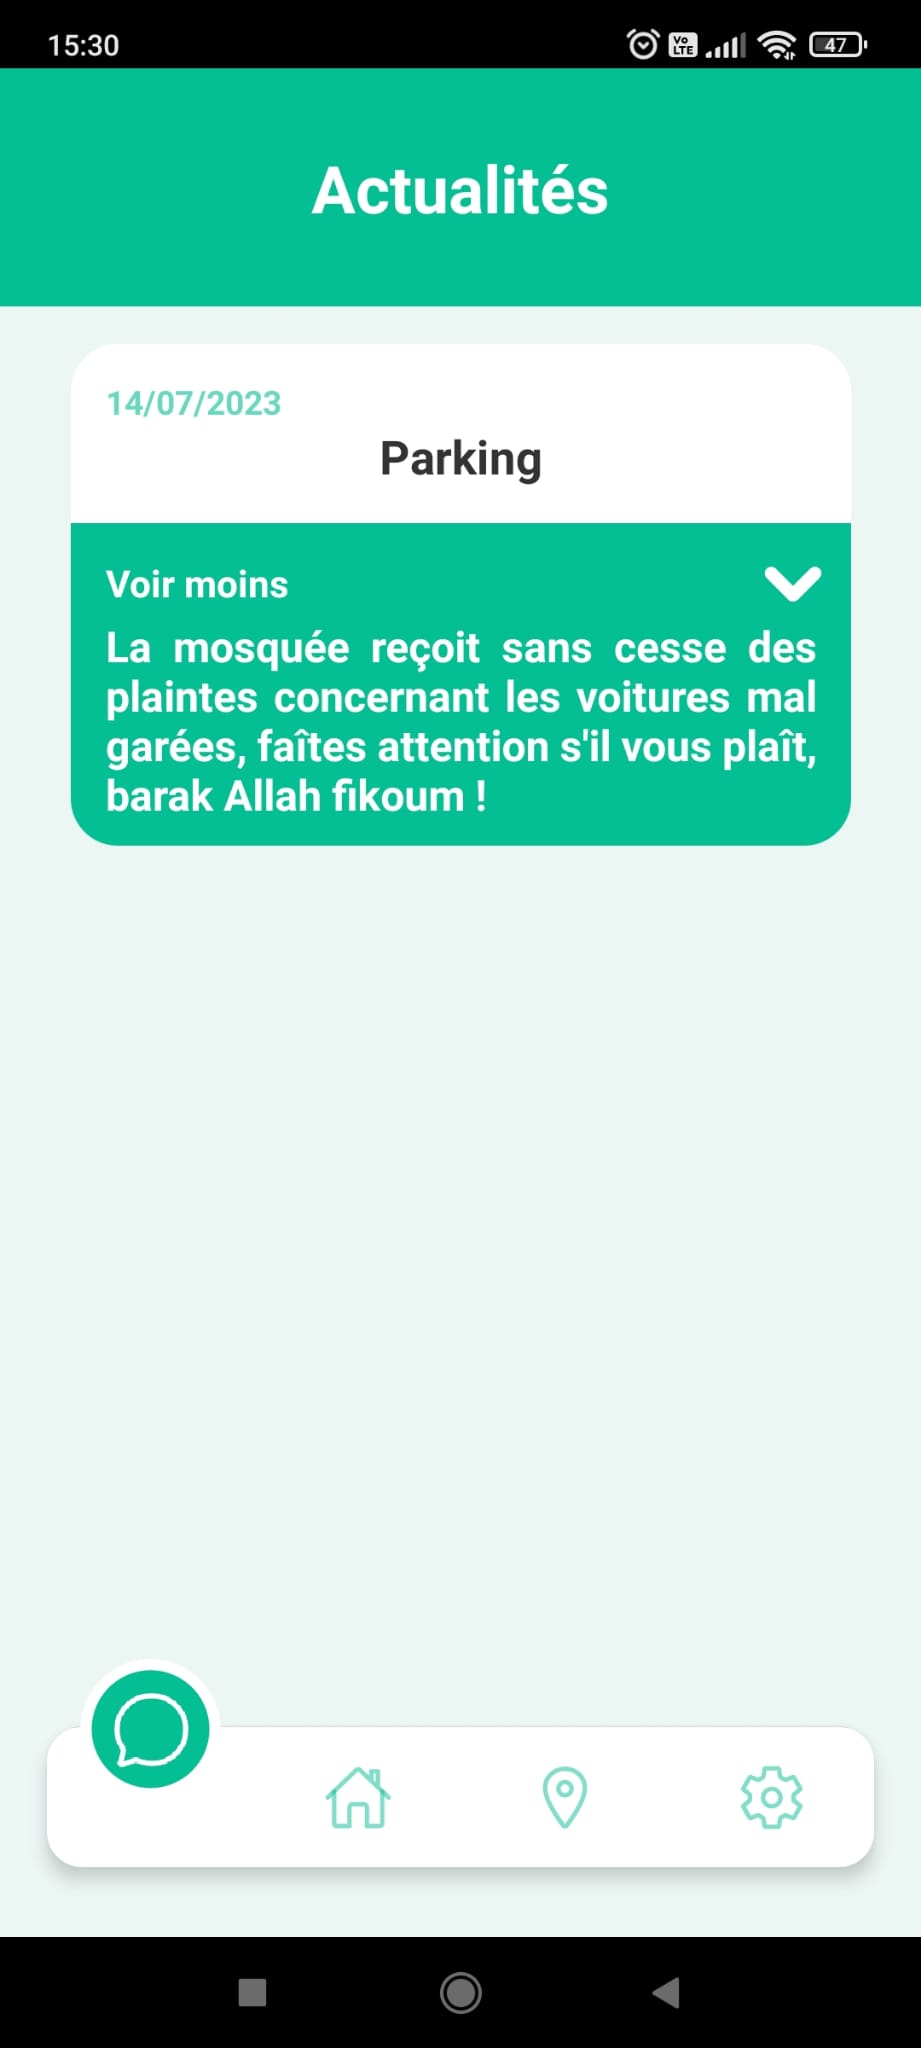 15:30
Vo
LTE
47
Actualités
14/07/2023
Parking
Voir moins
La mosquée reçoit sans cesse des
plaintes concernant les voitures mal
garées, faîtes attention s'il vous plaît,
barak Allah fikoum !